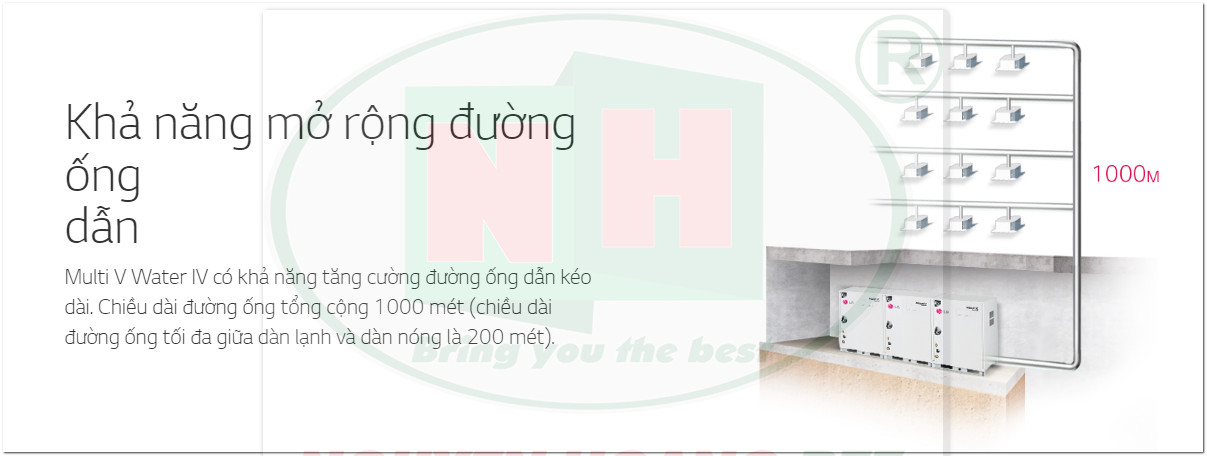 Khả năng mở rộng đường
ống
dẫn
Multi V Water IV có khả năng tăng cường đường ống dẫn kéo
dài. Chiều dài đường ống tổng cộng 1000 mét (chiều dài
đường ống tối đa giữa dàn lạnh và dàn nóng là 200 mét).
1000M
NH
®
Bring you the best